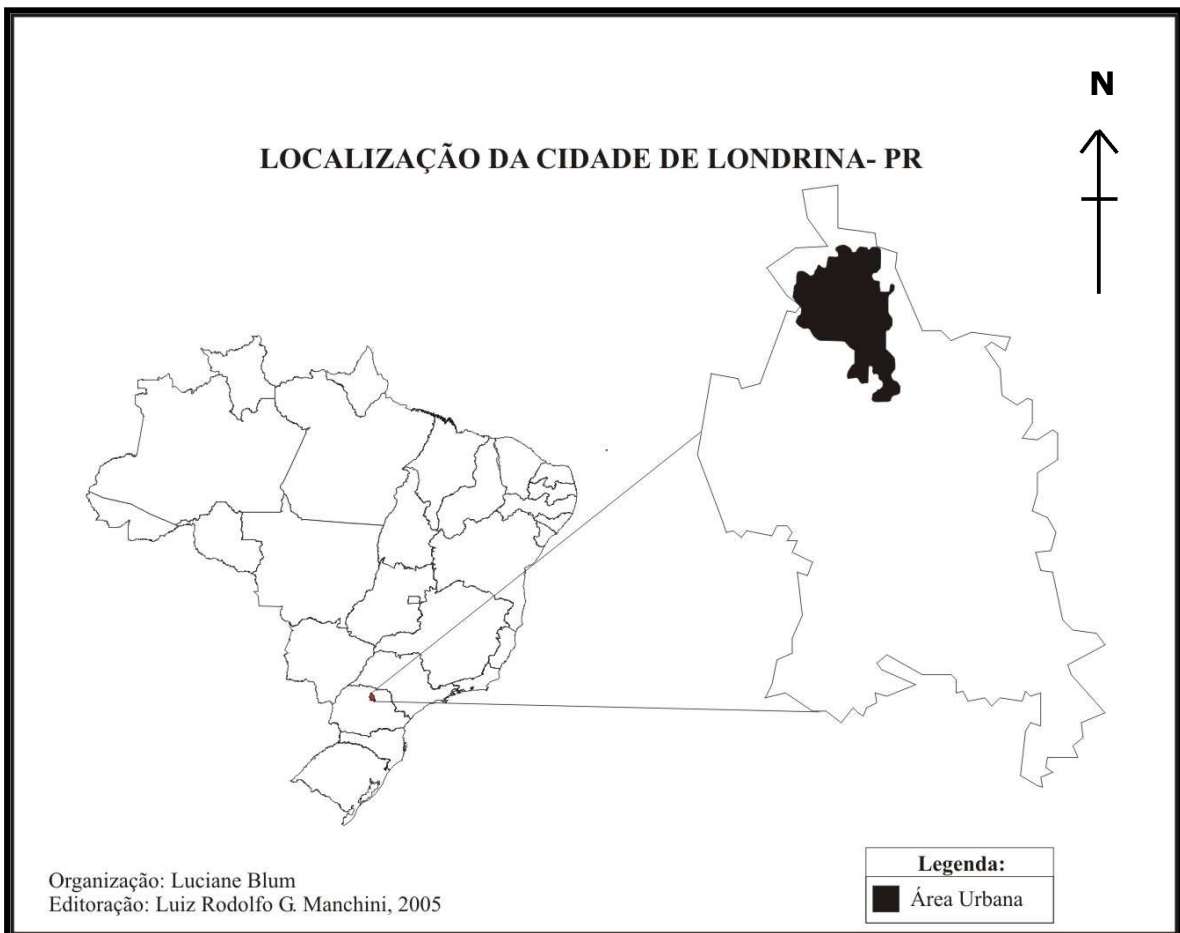 N
LOCALIZAÇÃO DA CIDADE DE LONDRINA- PR
Organização: Luciane Blum
Editoração: Luiz Rodolfo G. Manchini, 2005
Legenda:
Área Urbana